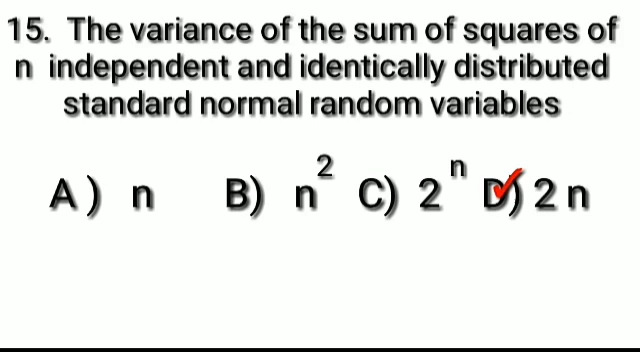 15. The variance of the sum of squares of
n independent and identically distributed
standard normal random variables
A) n B) n² C) 2ⁿ D) 2n